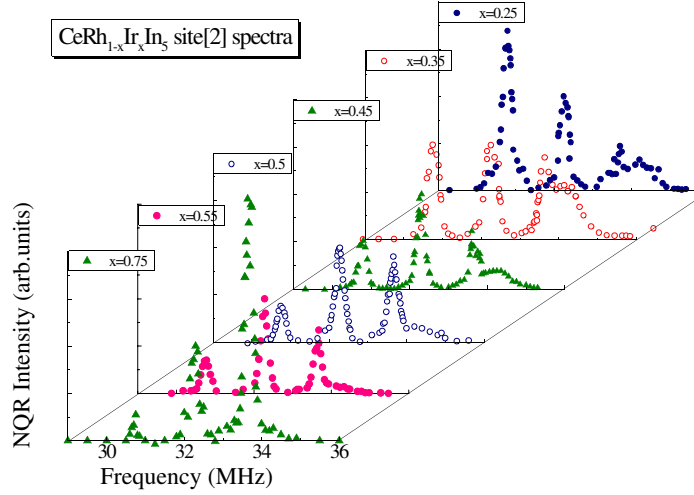 CeRh1-xIrxIn5 site[2] spectra
x=0.25
x=0.35
x=0.45
x=0.5
x=0.55
x=0.75
NQR Intensity (arb.units)
30 32 34 36
Frequency (MHz)